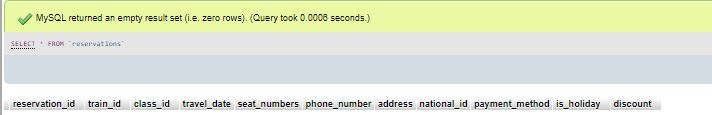 MySQL returned an empty result set (i.e. zero rows). (Query took 0.0006 seconds.)
SELECT * FROM `reservations`
reservation_id train_id class_id travel_date seat_numbers phone_number address national_id payment_method is_holiday discount